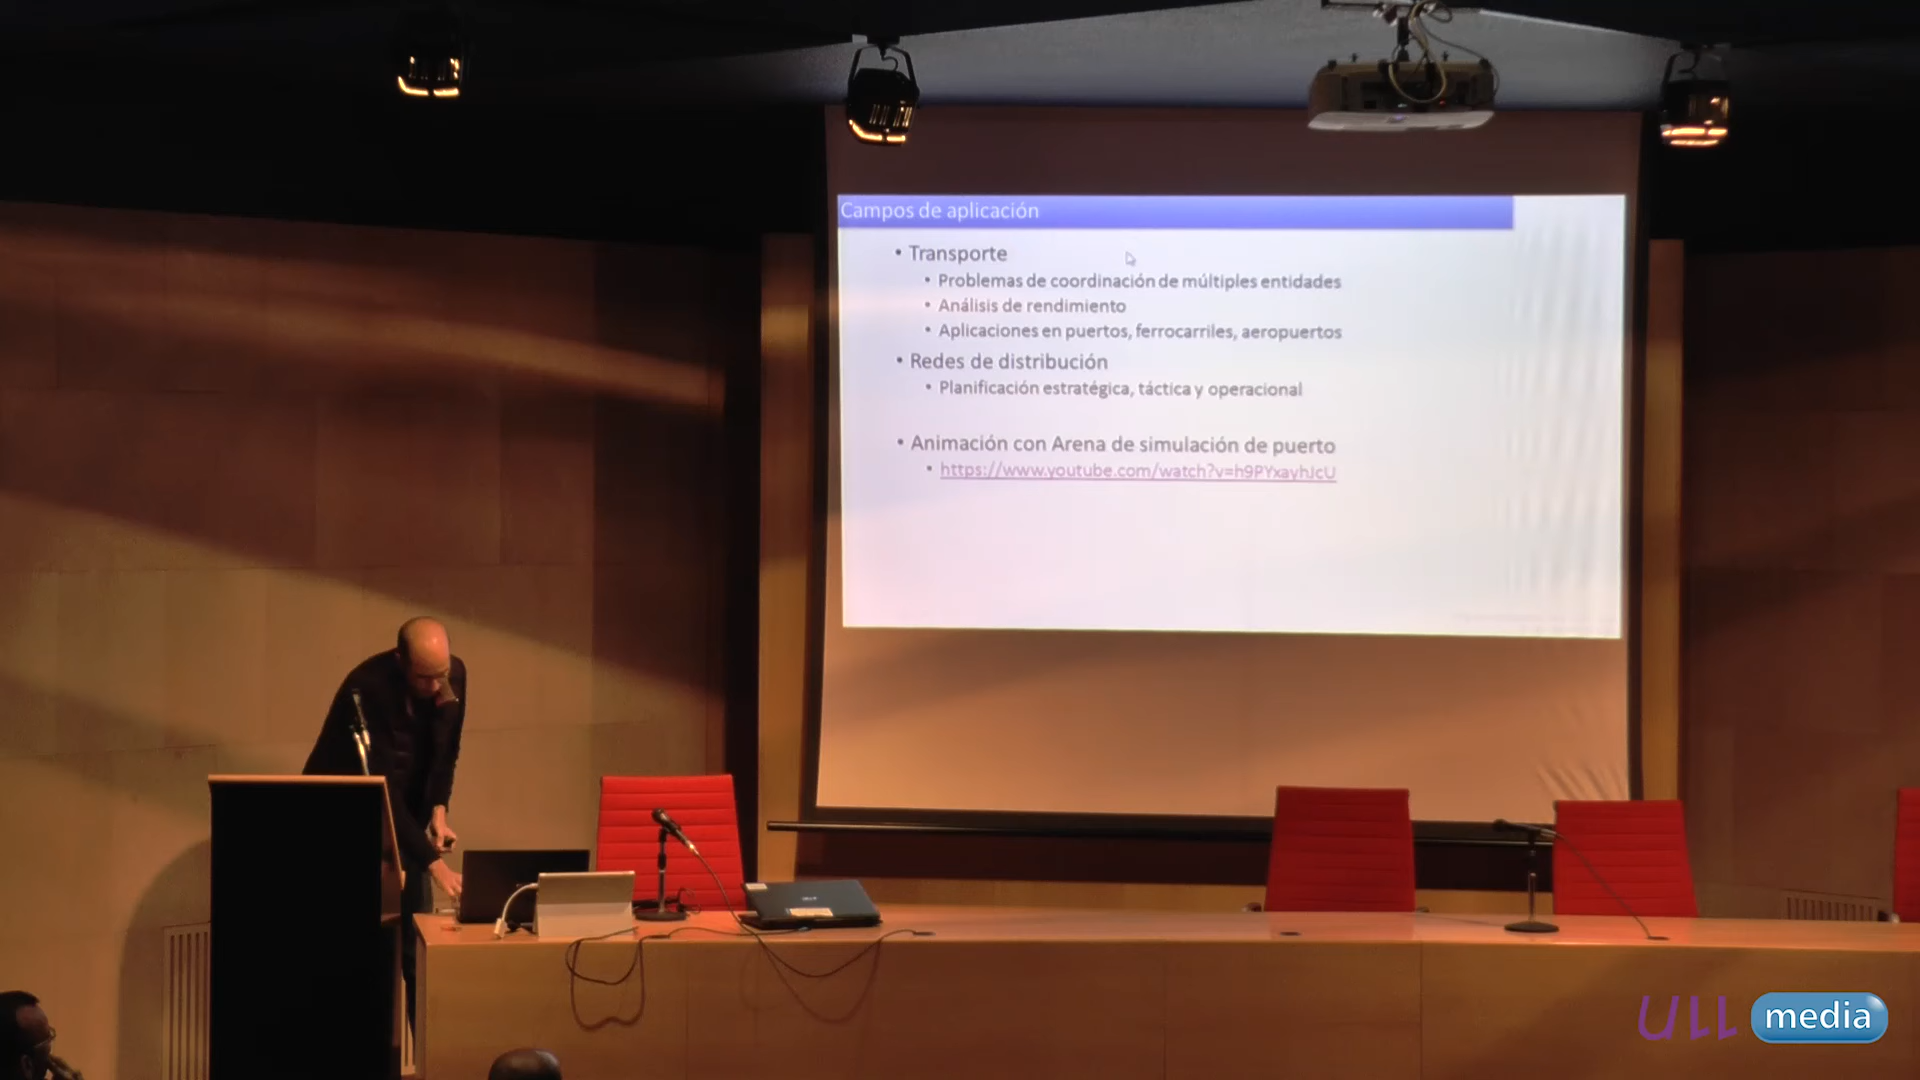 Campos de aplicación
• Transporte
• Problemas de coordinación de múltiples entidades
• Análisis de rendimiento
• Aplicaciones en puertos, ferrocarriles, aeropuertos
• Redes de distribución
• Planificación estratégica, táctica y operacional
• Animación con Arena de simulación de puerto
• https://www.youtube.com/watch?v=h9PYxayhJcU
ULL media